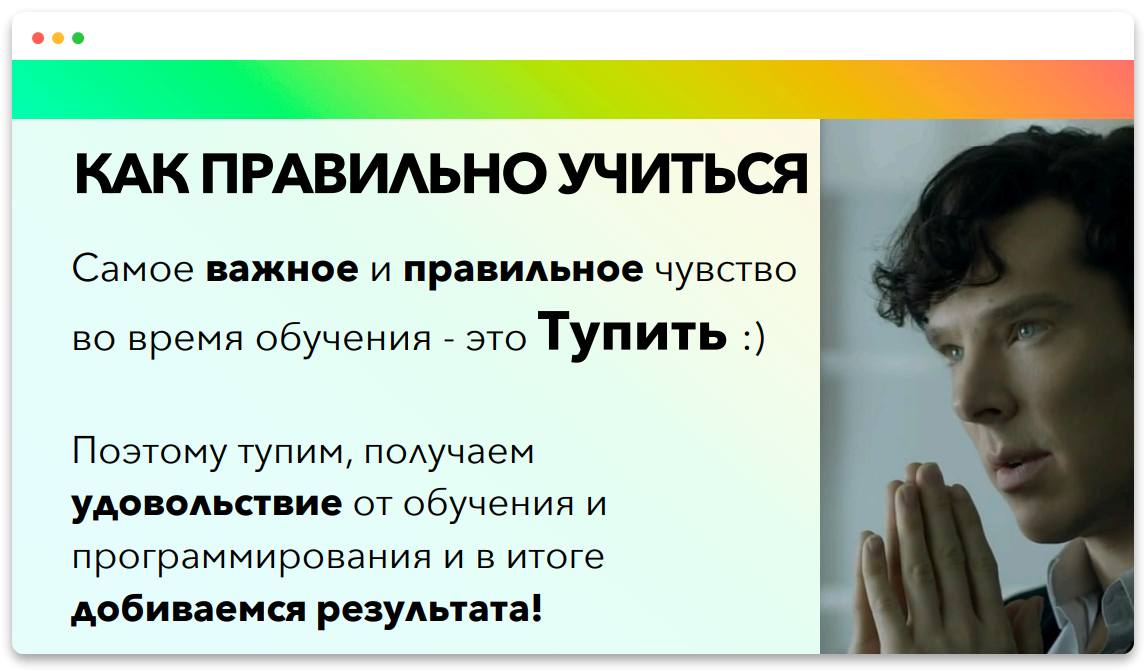 КАК ПРАВИЛЬНО УЧИТЬСЯ
Самое важное и правильное чувство
во время обучения - это Тупить :)
Поэтому тупим, получаем
удовольствие от обучения и
программирования и в итоге
добиваемся результата!